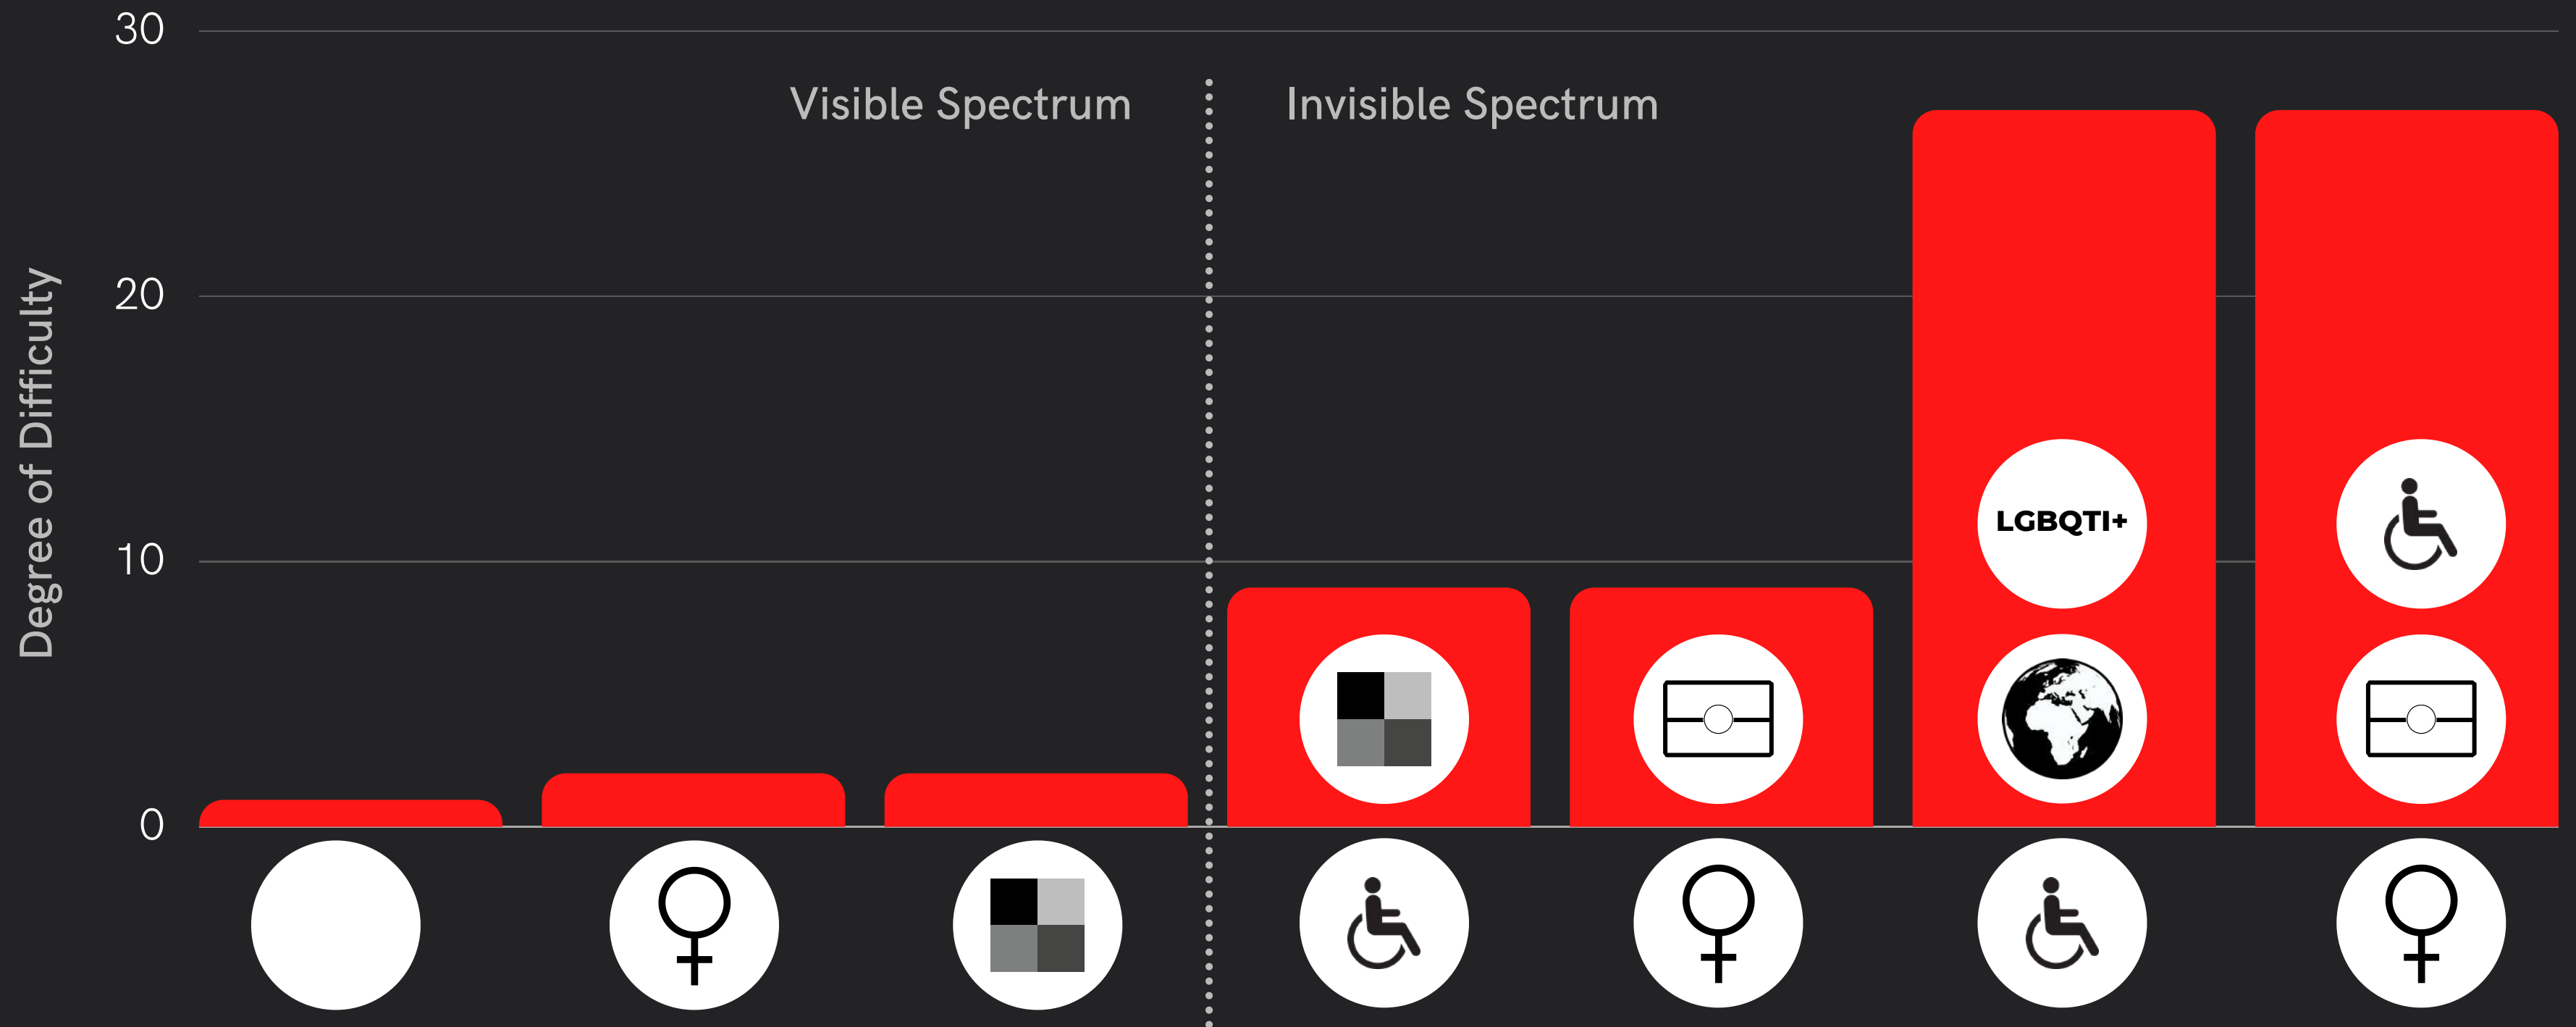 30
Visible Spectrum
Invisible Spectrum
20
Degree of Difficulty
LGBQTI+
10
0